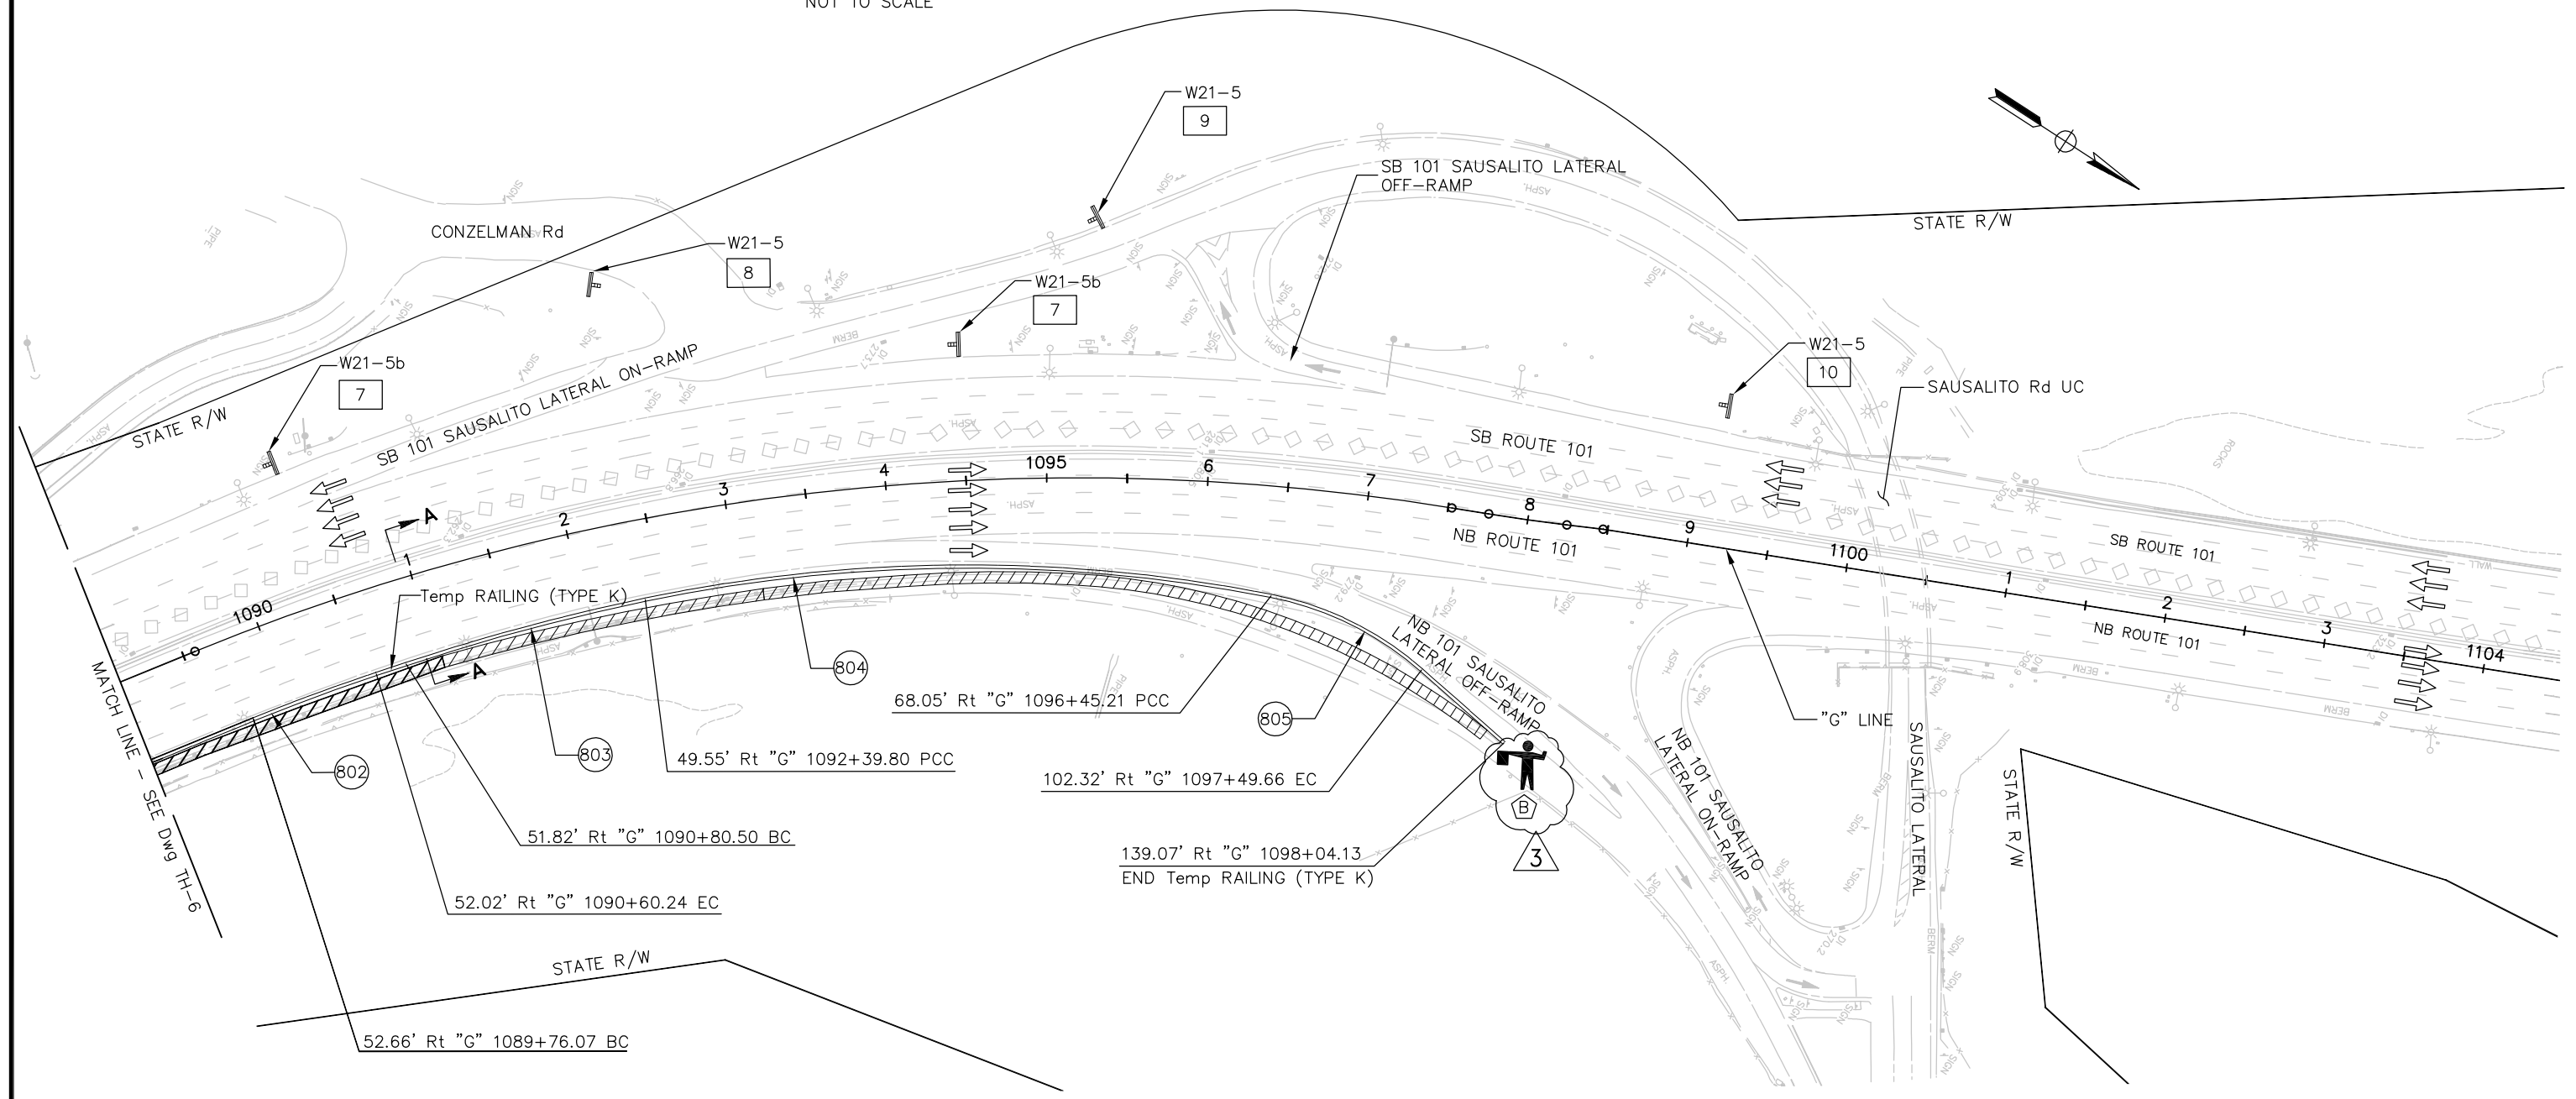 NOT TO SCALE
W21-5
9
SB 101 SAUSALITO LATERAL
OFF-RAMP
STATE R/W
CONZELMAN Rd
W21-5
8
W21-5b
7
W21-5
10
W21-5b
7
SAUSALITO Rd UC
STATE R/W
SB 101 SAUSALITO LATERAL ON-RAMP
SB ROUTE 101
ROCKS
SB ROUTE 101
WALL
NB ROUTE 101
NB ROUTE 101
1090
1
2
3
4
1095
6
7
8
9
1100
1
2
3
1104
A
A
Temp RAILING (TYPE K)
MATCH LINE - SEE Dwg TH-6
802
803
804
805
NB 101 SAUSALITO
LATERAL OFF-RAMP
68.05' Rt "G" 1096+45.21 PCC
49.55' Rt "G" 1092+39.80 PCC
102.32' Rt "G" 1097+49.66 EC
51.82' Rt "G" 1090+80.50 BC
52.02' Rt "G" 1090+60.24 EC
52.66' Rt "G" 1089+76.07 BC
139.07' Rt "G" 1098+04.13
END Temp RAILING (TYPE K)
B
3
"G" LINE
NB 101 SAUSALITO
LATERAL ON-RAMP
SAUSALITO LATERAL
STATE R/W
STATE R/W
PIPE
SIGN
ASPH.
BERM
DI